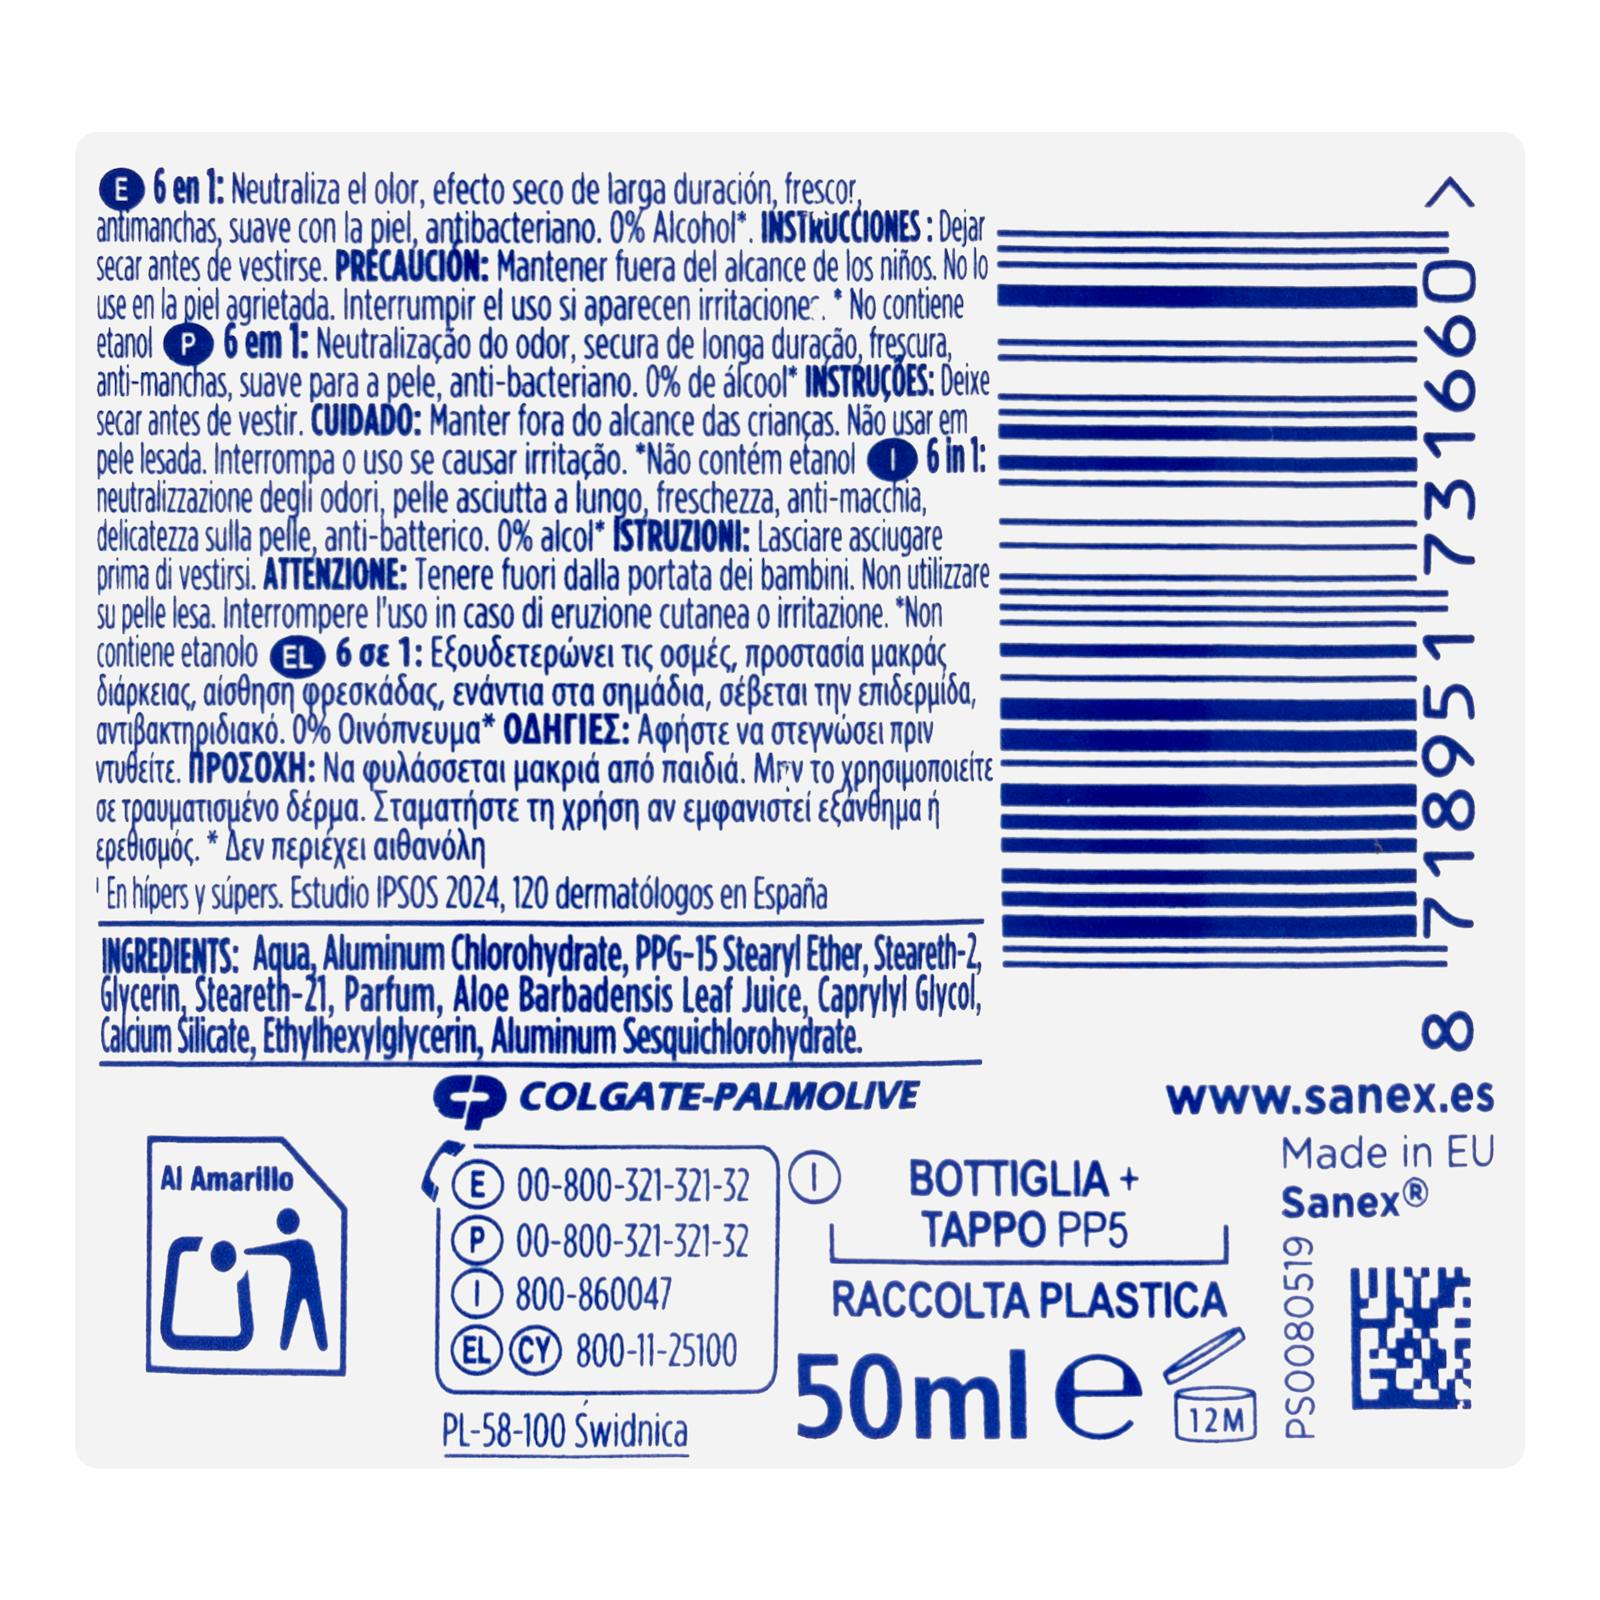 E 6 en 1: Neutraliza el olor, efecto seco de larga duración, frescor,
antimanchas, suave con la piel, antibacteriano. 0% Alcohol*. INSTRUCCIONES : Dejar
secar antes de vestirse. PRECAUCIÓN: Mantener fuera del alcance de los niños. No lo
use en la piel agrietada. Interrumpir el uso si aparecen irritaciones. * No contiene
etanol P 6 em 1: Neutralização do odor, secura de longa duração, frescura,
anti-manchas, suave para a pele, anti-bacteriano. 0% de álcool* INSTRUÇÕES: Deixe
secar antes de vestir. CUIDADO: Manter fora do alcance das crianças. Não usar em
pele lesada. Interrompa o uso se causar irritação. *Não contém etanol I 6 in 1:
neutralizzazione degli odori, pelle asciutta a lungo, freschezza, anti-macchia,
delicatezza sulla pelle, anti-batterico. 0% alcol* ISTRUZIONI: Lasciare asciugare
prima di vestirsi. ATTENZIONE: Tenere fuori dalla portata dei bambini. Non utilizzare
su pelle lesa. Interrompere l'uso in caso di eruzione cutanea o irritazione. *Non
contiene etanolo EL 6 σε 1: Εξουδετερώνει τις οσμές, προστασία μακράς
διάρκειας, αίσθηση φρεσκάδας, ενάντια στα σημάδια, σέβεται την επιδερμίδα,
αντιβακτηριδιακό. 0% Οινόπνευμα* ΟΔΗΓΙΕΣ: Αφήστε να στεγνώσει πριν
ντυθείτε. ΠΡΟΣΟΧΗ: Να φυλάσσεται μακριά από παιδιά. Μην το χρησιμοποιείτε
σε τραυματισμένο δέρμα. Σταματήστε τη χρήση αν εμφανιστεί εξάνθημα ή
ερεθισμός. * Δεν περιέχει αιθανόλη
¹ En hípers y súpers. Estudio IPSOS 2024, 120 dermatólogos en España
INGREDIENTS: Aqua, Aluminum Chlorohydrate, PPG-15 Stearyl Ether, Steareth-2,
Glycerin, Steareth-21, Parfum, Aloe Barbadensis Leaf Juice, Caprylyl Glycol,
Calcium Silicate, Ethylhexylglycerin, Aluminum Sesquichlorohydrate.
8 718951 731660 >
CP COLGATE-PALMOLIVE
www.sanex.es
Made in EU
Sanex®
Al Amarillo
E 00-800-321-321-32
P 00-800-321-321-32
I 800-860047
EL CY 800-11-25100
PL-58-100 Świdnica
I BOTTIGLIA +
TAPPO PP5
RACCOLTA PLASTICA
50ml e
12M
PS0080519